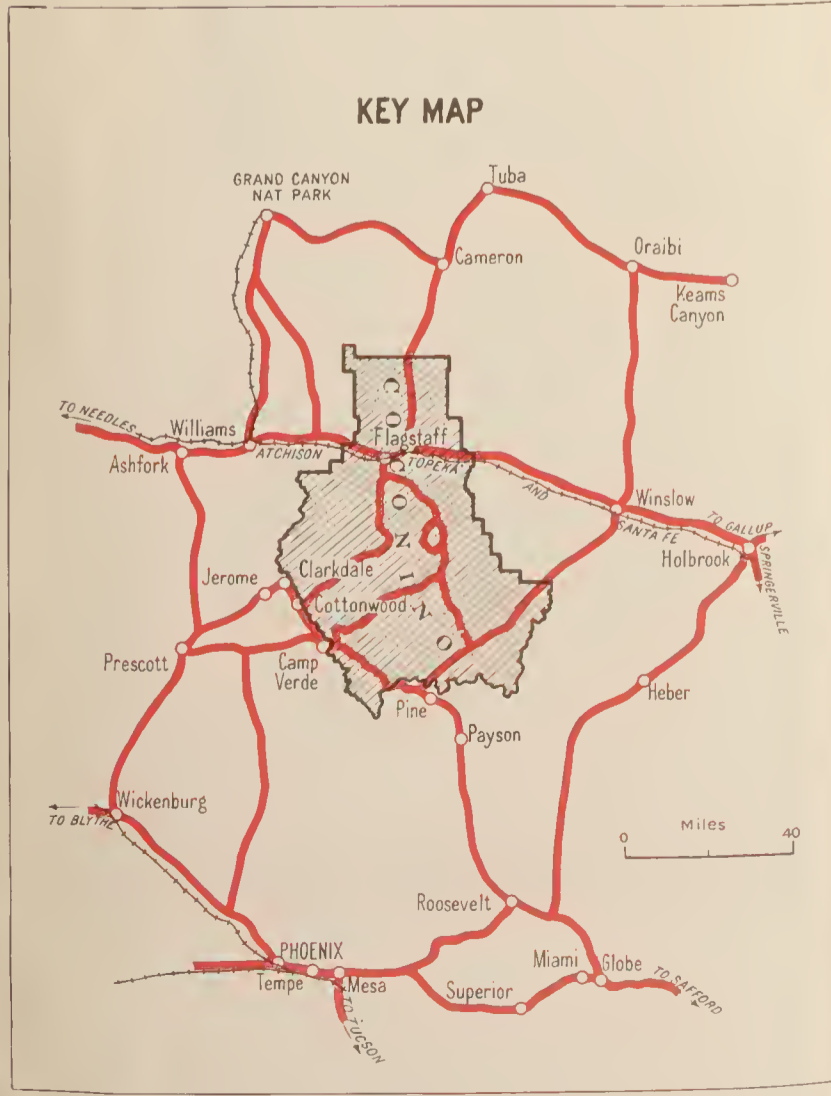 KEY MAP
GRAND CANYON
NAT PARK
Tuba
Cameron
Oraibi
Keams
Canyon
TO NEEDLES
Williams
Ashfork
ATCHISON
Flagstaff
TOPEKA
AND
SANTA FE
Winslow
TO GALLUP
Holbrook
SPRINGERVILLE
COCONINO
Jerome
Clarkdale
Cottonwood
Prescott
Camp
Verde
Pine
Payson
Heber
Wickenburg
TO BLYTHE
Miles
0 40
Roosevelt
PHOENIX
Tempe
Mesa
TO TUCSON
Superior
Miami
Globe
TO SAFFORD